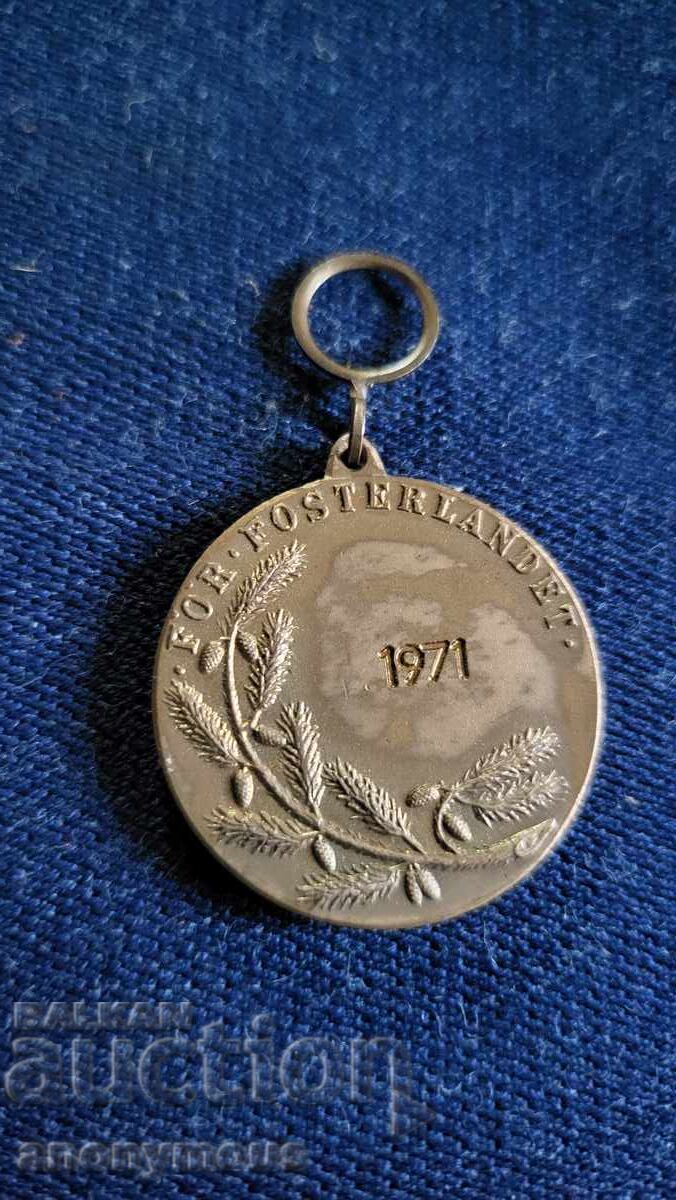 · FÖR · FOSTERLANDET ·
1971
BALKAN
auction
anonymous